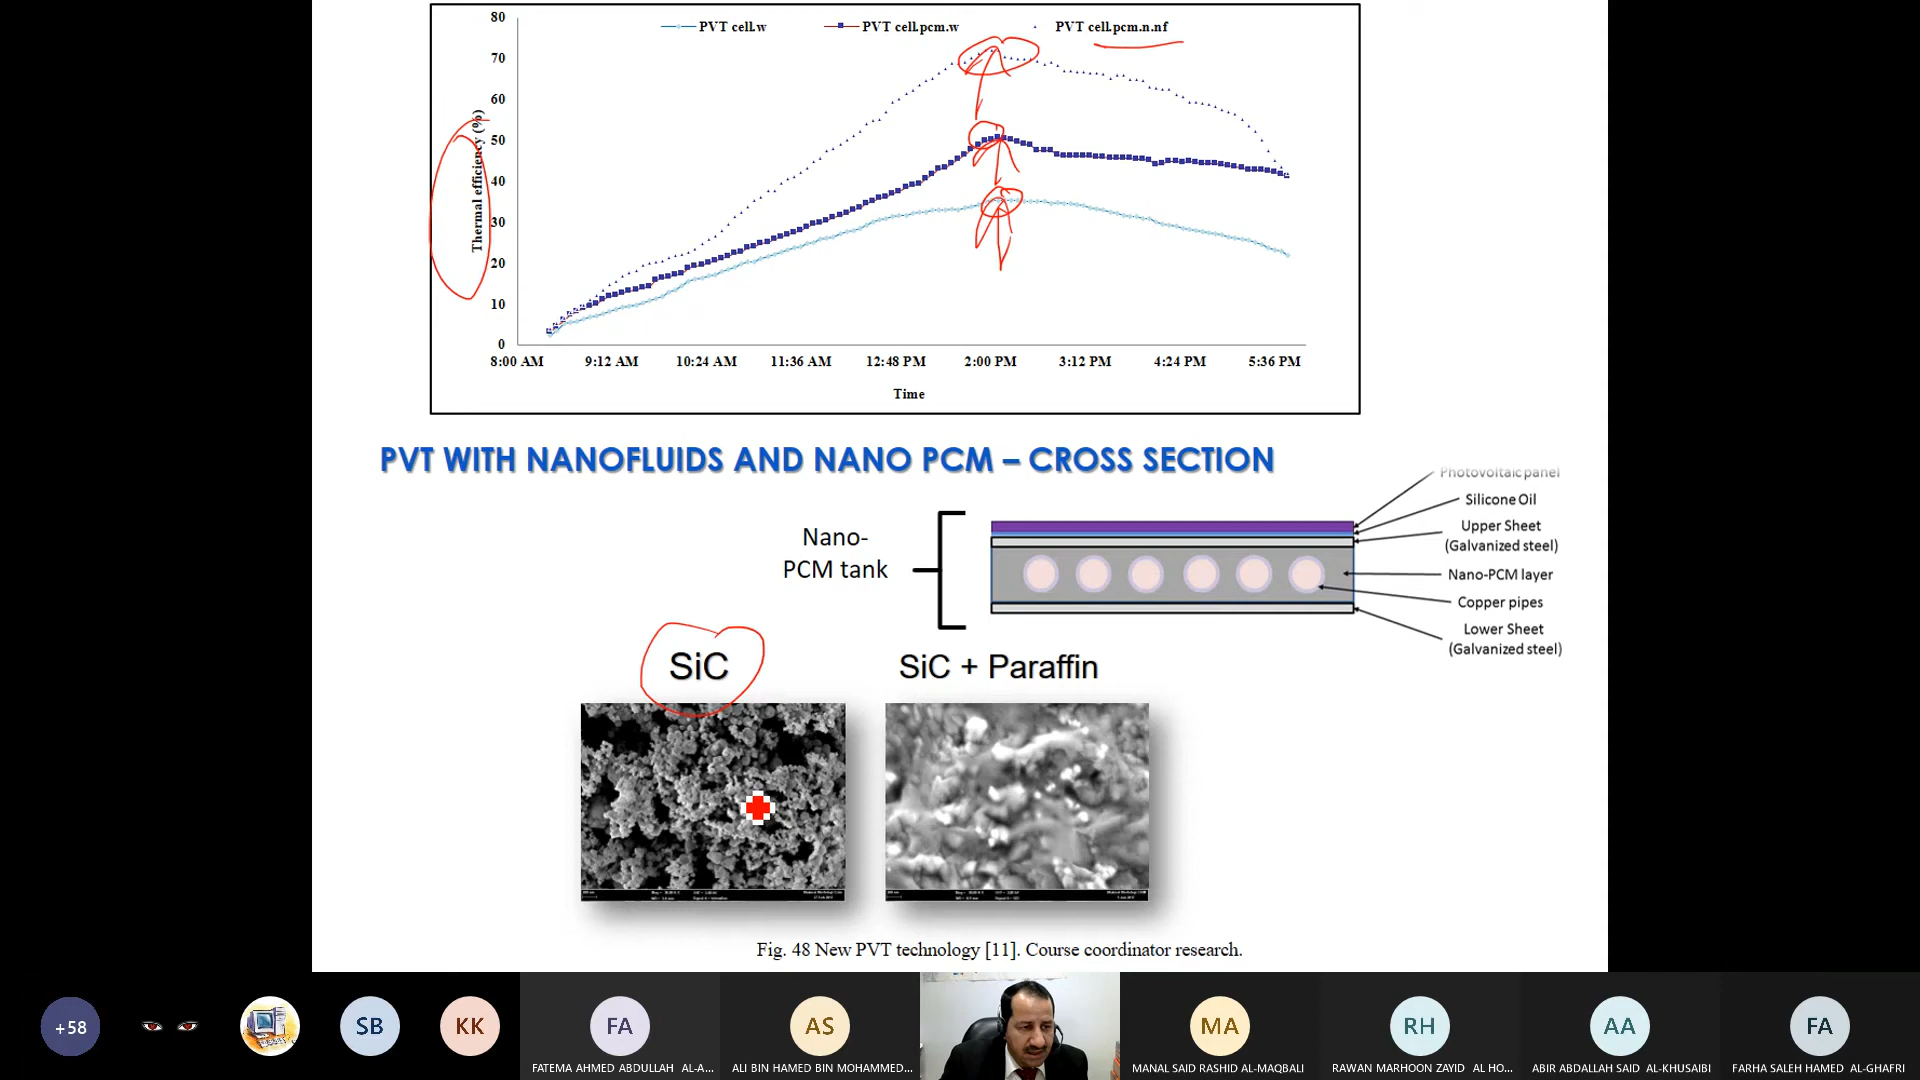 80
PVT cell.w
PVT cell.pcm.w
PVT cell.pcm.n.nf
70
60
50
40
30
20
10
0
Thermal efficiency (%)
8:00 AM 9:12 AM 10:24 AM 11:36 AM 12:48 PM 2:00 PM 3:12 PM 4:24 PM 5:36 PM
Time
PVT WITH NANOFLUIDS AND NANO PCM – CROSS SECTION
Nano-
PCM tank
Photovoltaic panel
Silicone Oil
Upper Sheet
(Galvanized steel)
Nano-PCM layer
Copper pipes
Lower Sheet
(Galvanized steel)
SiC
SiC + Paraffin
Fig. 48 New PVT technology [11]. Course coordinator research.
+58
SB
KK
FA
AS
MA
RH
AA
FA
FATEMA AHMED ABDULLAH AL-A...
ALI BIN HAMED BIN MOHAMMED...
MANAL SAID RASHID AL-MAQBALI
RAWAN MARHOON ZAYID AL HO...
ABIR ABDALLAH SAID AL-KHUSAIBI
FARHA SALEH HAMED AL-GHAFRI